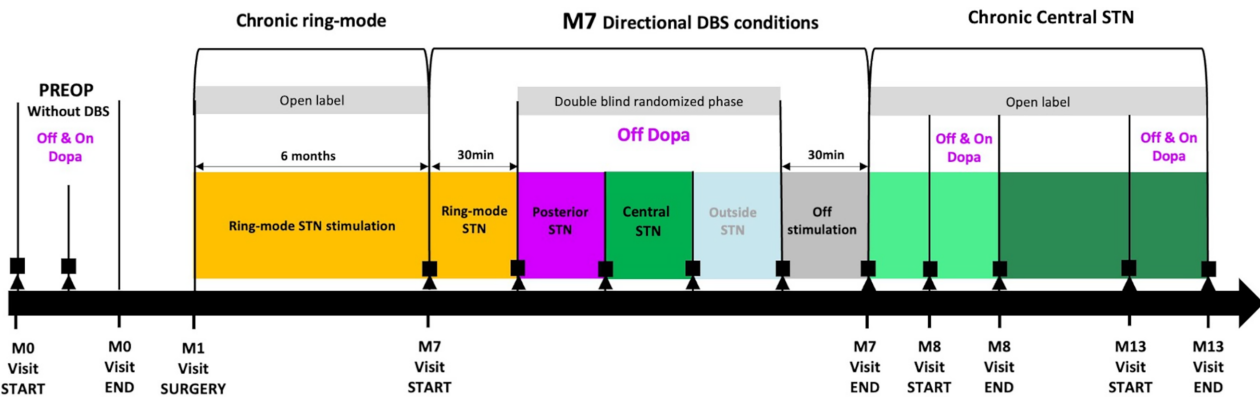 Chronic ring-mode
M7 Directional DBS conditions
Chronic Central STN
PREOP
Without DBS
Off & On
Dopa
Open label
Double blind randomized phase
Open label
Off Dopa
Off & On
Dopa
Off & On
Dopa
6 months
30min
30min
Ring-mode STN stimulation
Ring-mode
STN
Posterior
STN
Central
STN
Outside
STN
Off
stimulation
M0
Visit
START
M0
Visit
END
M1
Visit
SURGERY
M7
Visit
START
M7
Visit
END
M8
Visit
START
M8
Visit
END
M13
Visit
START
M13
Visit
END